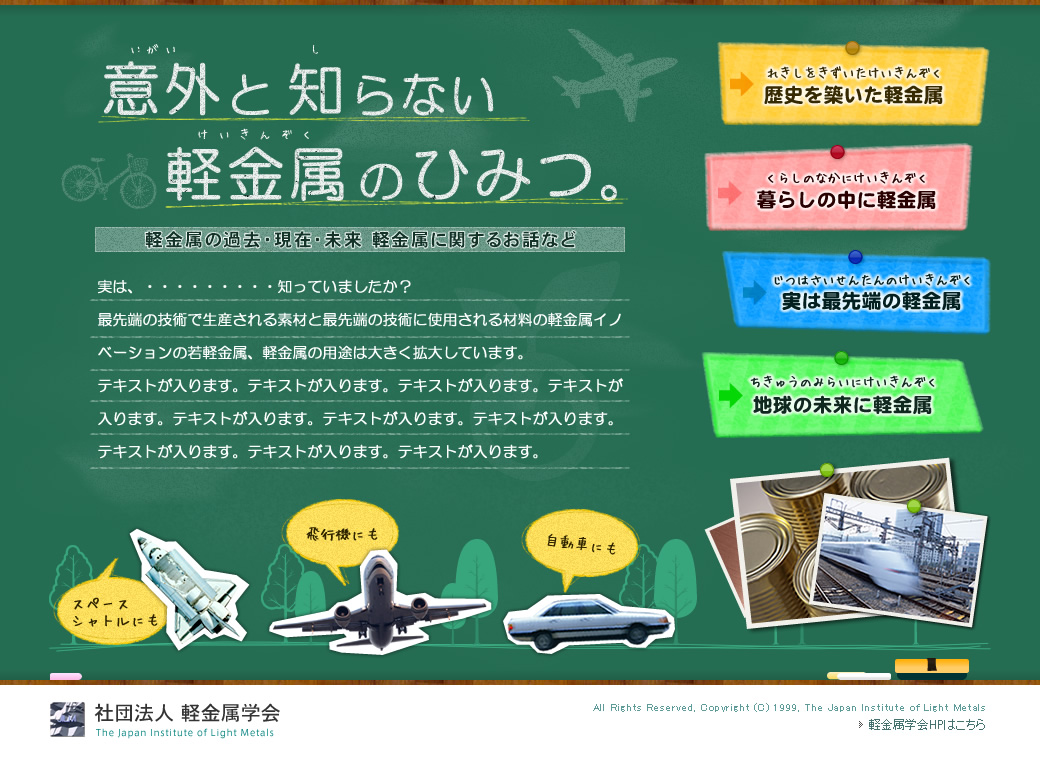 いがい し
意外と知らない
けいきんぞく
軽金属のひみつ。
軽金属の過去・現在・未来 軽金属に関するお話など
実は、・・・・・・・・・知っていましたか？
最先端の技術で生産される素材と最先端の技術に使用される材料の軽金属イノ
ベーションの若軽金属、軽金属の用途は大きく拡大しています。
テキストが入ります。テキストが入ります。テキストが入ります。テキストが
入ります。テキストが入ります。テキストが入ります。テキストが入ります。
テキストが入ります。テキストが入ります。テキストが入ります。
れきしをきずいたけいきんぞく
歴史を築いた軽金属
くらしのなかにけいきんぞく
暮らしの中に軽金属
じつはさいせんたんのけいきんぞく
実は最先端の軽金属
ちきゅうのみらいにけいきんぞく
地球の未来に軽金属
スペース
シャトルにも
飛行機にも
自動車にも
社団法人 軽金属学会
The Japan Institute of Light Metals
All Rights Reserved, Copyright (C) 1999, The Japan Institute of Light Metals
軽金属学会HPはこちら